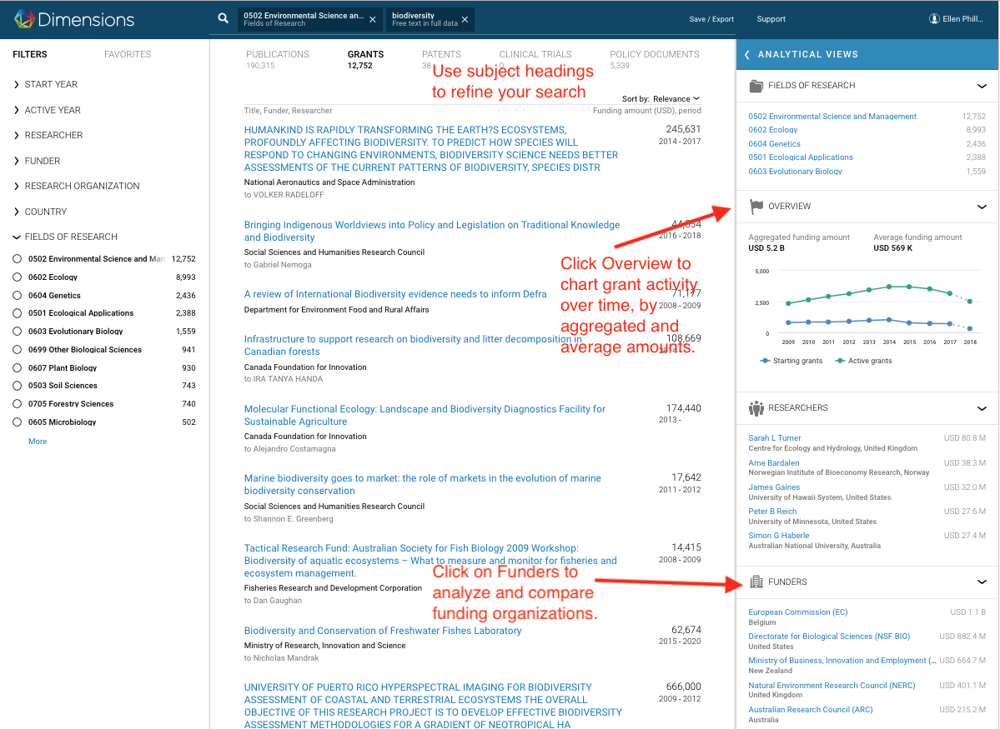 Dimensions
0502 Environmental Science an...
Fields of Research
biodiversity
Free text in full data
Save / Export
Support
Ellen Phill...
FILTERS
FAVORITES
START YEAR
ACTIVE YEAR
RESEARCHER
FUNDER
RESEARCH ORGANIZATION
COUNTRY
FIELDS OF RESEARCH
0502 Environmental Science and Man 12,752
0602 Ecology 8,993
0604 Genetics 2,436
0501 Ecological Applications 2,388
0603 Evolutionary Biology 1,559
0699 Other Biological Sciences 941
0607 Plant Biology 930
0503 Soil Sciences 743
0705 Forestry Sciences 740
0605 Microbiology 502
More
PUBLICATIONS
190,315
GRANTS
12,752
PATENTS
38
CLINICAL TRIALS
0
POLICY DOCUMENTS
5,339
Use subject headings
to refine your search
Sort by: Relevance
Title, Funder, Researcher
Funding amount (USD), period
HUMANKIND IS RAPIDLY TRANSFORMING THE EARTH?S ECOSYSTEMS,
PROFOUNDLY AFFECTING BIODIVERSITY. TO PREDICT HOW SPECIES WILL
RESPOND TO CHANGING ENVIRONMENTS, BIODIVERSITY SCIENCE NEEDS BETTER
ASSESSMENTS OF THE CURRENT PATTERNS OF BIODIVERSITY, SPECIES DISTR
245,631
2014 - 2017
National Aeronautics and Space Administration
to VOLKER RADELOFF
Bringing Indigenous Worldviews into Policy and Legislation on Traditional Knowledge
and Biodiversity
2016 - 2018
Social Sciences and Humanities Research Council
to Gabriel Nemoga
A review of International Biodiversity evidence needs to inform Defra
71,177
2008 - 2009
Department for Environment Food and Rural Affairs
Infrastructure to support research on biodiversity and litter decomposition in
Canadian forests
108,669
2014 -
Canada Foundation for Innovation
to IRA TANYA HANDA
Click Overview to
chart grant activity
over time, by
aggregated and
average amounts.
Molecular Functional Ecology: Landscape and Biodiversity Diagnostics Facility for
Sustainable Agriculture
174,440
2013 -
Canada Foundation for Innovation
to Alejandro Costamagna
Marine biodiversity goes to market: the role of markets in the evolution of marine
biodiversity conservation
17,642
2011 - 2012
Social Sciences and Humanities Research Council
to Shannon E. Greenberg
Tactical Research Fund: Australian Society for Fish Biology 2009 Workshop:
Biodiversity of aquatic ecosystems – What to measure and monitor for fisheries and
ecosystem management.
14,415
2008 - 2009
Fisheries Research and Development Corporation
to Dan Gaughan
Click on Funders to
analyze and compare
funding organizations.
Biodiversity and Conservation of Freshwater Fishes Laboratory
62,674
2015 - 2020
Ministry of Research, Innovation and Science
to Nicholas Mandrak
UNIVERSITY OF PUERTO RICO HYPERSPECTRAL IMAGING FOR BIODIVERSITY
ASSESSMENT OF COASTAL AND TERRESTRIAL ECOSYSTEMS THE OVERALL
OBJECTIVE OF THIS RESEARCH PROJECT IS TO DEVELOP EFFECTIVE BIODIVERSITY
ASSESSMENT METHODOLOGIES FOR A GRADIENT OF NEOTROPICAL HA
666,000
2009 - 2012
ANALYTICAL VIEWS
FIELDS OF RESEARCH
0502 Environmental Science and Management 12,752
0602 Ecology 8,993
0604 Genetics 2,436
0501 Ecological Applications 2,388
0603 Evolutionary Biology 1,559
OVERVIEW
Aggregated funding amount
USD 5.2 B
Average funding amount
USD 569 K
5,000
2,500
0
2009 2010 2011 2012 2013 2014 2015 2016 2017 2018
Starting grants Active grants
RESEARCHERS
Sarah L Turner USD 80.8 M
Centre for Ecology and Hydrology, United Kingdom
Arne Bardalen USD 38.3 M
Norwegian Institute of Bioeconomy Research, Norway
James Gaines USD 32.0 M
University of Hawaii System, United States
Peter B Reich USD 27.6 M
University of Minnesota, United States
Simon G Haberle USD 27.4 M
Australian National University, Australia
FUNDERS
European Commission (EC) USD 1.1 B
Belgium
Directorate for Biological Sciences (NSF BIO) USD 882.4 M
United States
Ministry of Business, Innovation and Employment (... USD 664.7 M
New Zealand
Natural Environment Research Council (NERC) USD 401.1 M
United Kingdom
Australian Research Council (ARC) USD 215.2 M
Australia